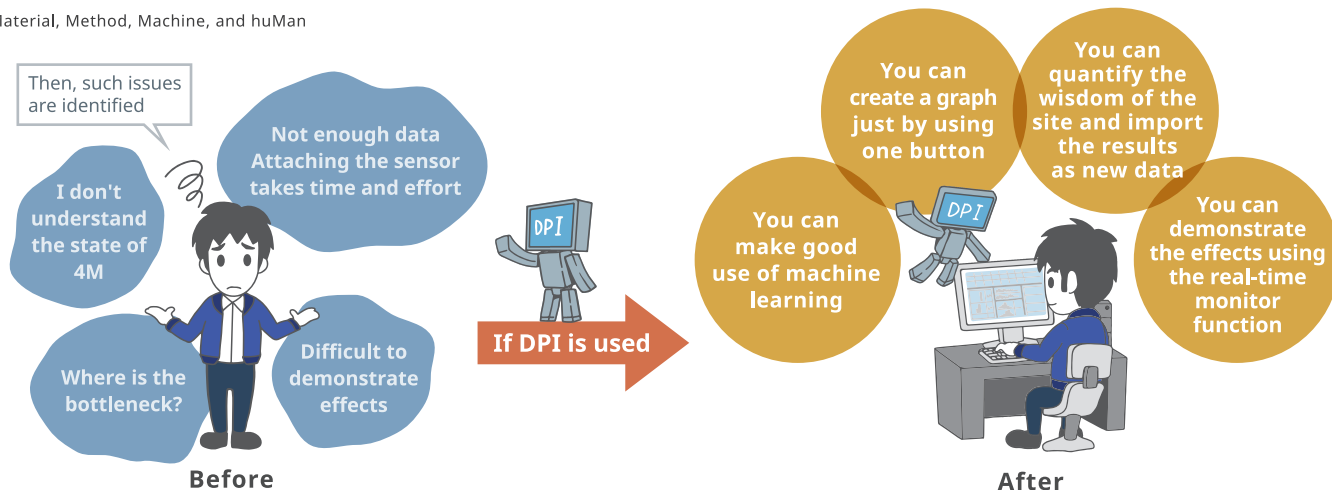 Material, Method, Machine, and huMan
Then, such issues
are identified
Not enough data
Attaching the sensor
takes time and effort
I don't
understand
the state of
4M
Where is the
bottleneck?
Difficult to
demonstrate
effects
Before
DPI
If DPI is used
You can
make good
use of machine
learning
You can
create a graph
just by using
one button
You can
quantify the
wisdom of the
site and import
the results
as new data
You can
demonstrate
the effects using
the real-time
monitor
function
DPI
After